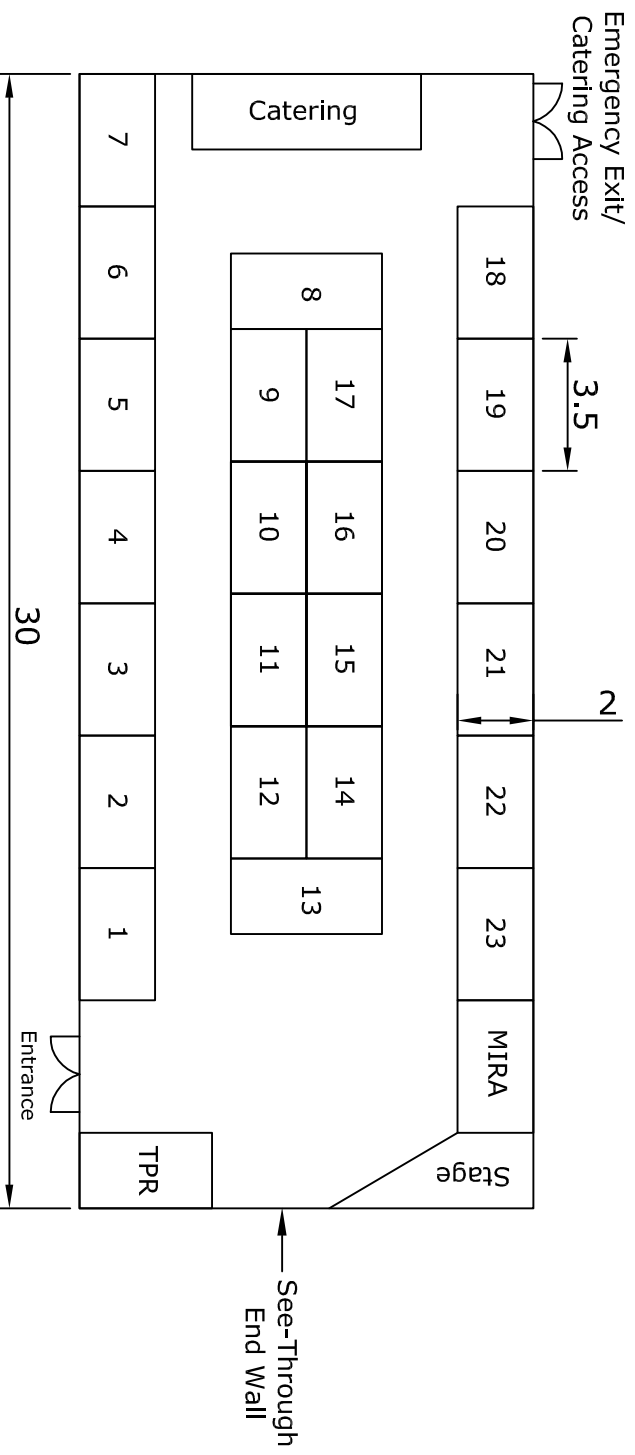 Emergency Exit/
Catering Access
Catering
7
6
5
4
3
2
1
8
9
10
11
12
17
16
15
14
13
18
19
20
21
22
23
MIRA
Stage
TPR
3.5
2
30
Entrance
See-Through
End Wall